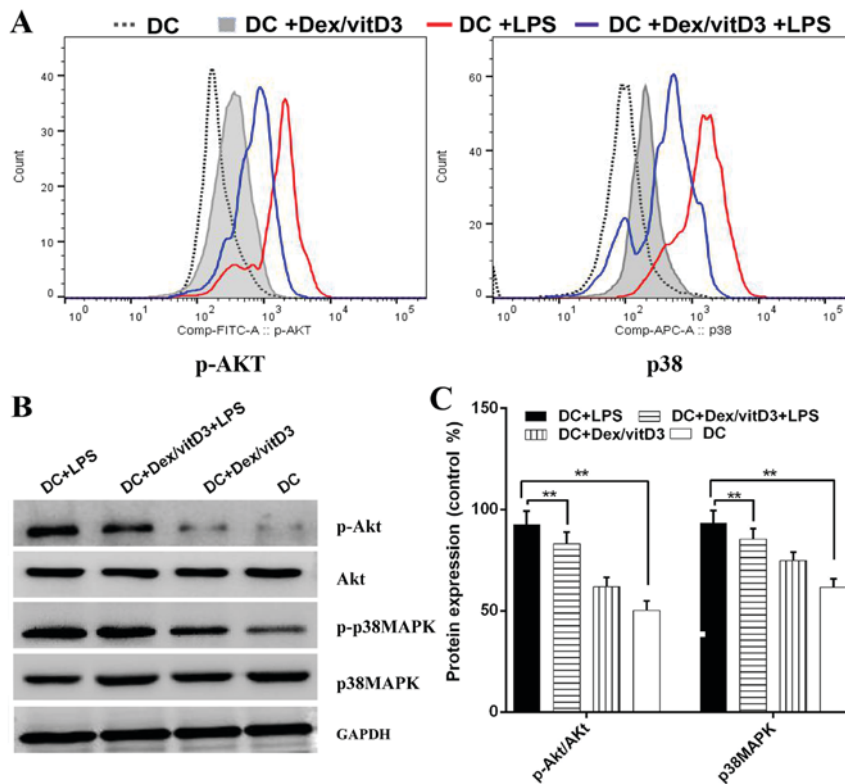 A
DC DC +Dex/vitD3 DC +LPS DC +Dex/vitD3 +LPS
40
30
20
10
0
Count
10^0 10^1 10^2 10^3 10^4 10^5
Comp-FITC-A :: p-AKT
p-AKT
60
40
20
0
Count
10^0 10^1 10^2 10^3 10^4 10^5
Comp-APC-A :: p38
p38
B
DC+LPS
DC+Dex/vitD3+LPS
DC+Dex/vitD3
DC
p-Akt
Akt
p-p38MAPK
p38MAPK
GAPDH
C
150
100
50
0
Protein expression (control %)
DC+LPS DC+Dex/vitD3+LPS
DC+Dex/vitD3 DC
** **
** **
p-Akt/AKt
p38MAPK